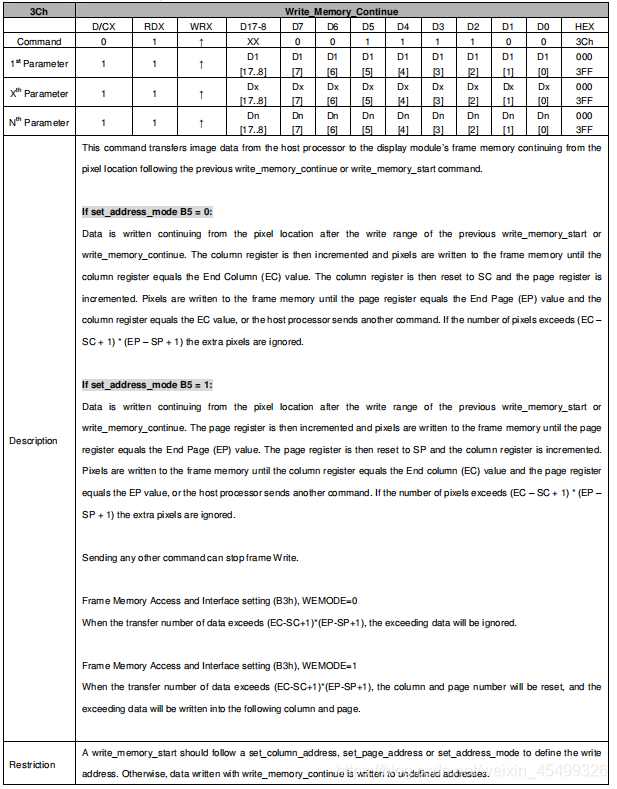 3Ch Write_Memory_Continue
D/CX RDX WRX D17-8 D7 D6 D5 D4 D3 D2 D1 D0 HEX
Command 0 1 ↑ XX 0 0 1 1 1 1 0 0 3Ch
1st Parameter 1 1 ↑ D1 [17..8] D1 [7] D1 [6] D1 [5] D1 [4] D1 [3] D1 [2] D1 [1] D1 [0] 000 3FF
Xth Parameter 1 1 ↑ Dx [17..8] Dx [7] Dx [6] Dx [5] Dx [4] Dx [3] Dx [2] Dx [1] Dx [0] 000 3FF
Nth Parameter 1 1 ↑ Dn [17..8] Dn [7] Dn [6] Dn [5] Dn [4] Dn [3] Dn [2] Dn [1] Dn [0] 000 3FF
Description
This command transfers image data from the host processor to the display module's frame memory continuing from the
pixel location following the previous write_memory_continue or write_memory_start command.
If set_address_mode B5 = 0:
Data is written continuing from the pixel location after the write range of the previous write_memory_start or
write_memory_continue. The column register is then incremented and pixels are written to the frame memory until the
column register equals the End Column (EC) value. The column register is then reset to SC and the page register is
incremented. Pixels are written to the frame memory until the page register equals the End Page (EP) value and the
column register equals the EC value, or the host processor sends another command. If the number of pixels exceeds (EC –
SC + 1) * (EP – SP + 1) the extra pixels are ignored.
If set_address_mode B5 = 1:
Data is written continuing from the pixel location after the write range of the previous write_memory_start or
write_memory_continue. The page register is then incremented and pixels are written to the frame memory until the page
register equals the End Page (EP) value. The page register is then reset to SP and the column register is incremented.
Pixels are written to the frame memory until the column register equals the End column (EC) value and the page register
equals the EP value, or the host processor sends another command. If the number of pixels exceeds (EC – SC + 1) * (EP –
SP + 1) the extra pixels are ignored.
Sending any other command can stop frame Write.
Frame Memory Access and Interface setting (B3h), WEMODE=0
When the transfer number of data exceeds (EC-SC+1)*(EP-SP+1), the exceeding data will be ignored.
Frame Memory Access and Interface setting (B3h), WEMODE=1
When the transfer number of data exceeds (EC-SC+1)*(EP-SP+1), the column and page number will be reset, and the
exceeding data will be written into the following column and page.
Restriction
A write_memory_start should follow a set_column_address, set_page_address or set_address_mode to define the write
address. Otherwise, data written with write_memory_continue is written to undefined addresses.
weixin_45499326